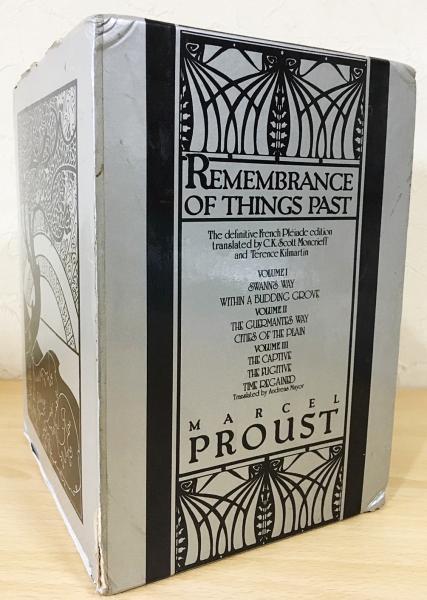 REMEMBRANCE
OF THINGS PAST
The definitive French Pléiade edition
translated by C.K. Scott Moncrieff
and Terence Kilmartin
VOLUME I
SWANN'S WAY
WITHIN A BUDDING GROVE
VOLUME II
THE GUERMANTES WAY
CITIES OF THE PLAIN
VOLUME III
THE CAPTIVE
THE FUGITIVE
TIME REGAINED
Translated by Andreas Mayor
MARCEL
PROUST